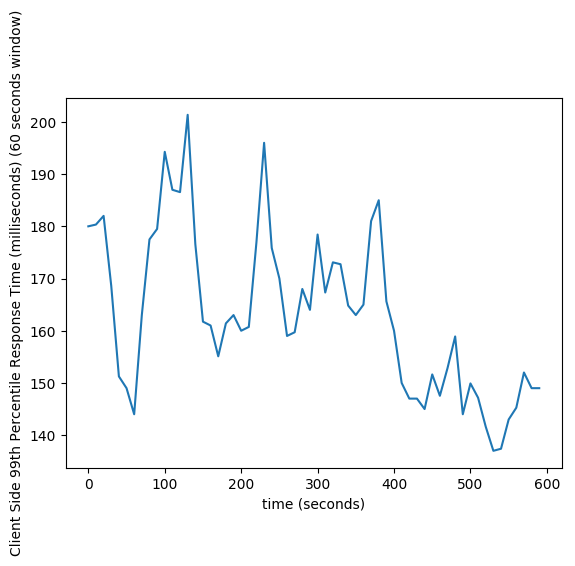 Client Side 99th Percentile Response Time (milliseconds) (60 seconds window)
200
190
180
170
160
150
140
0 100 200 300 400 500 600
time (seconds)